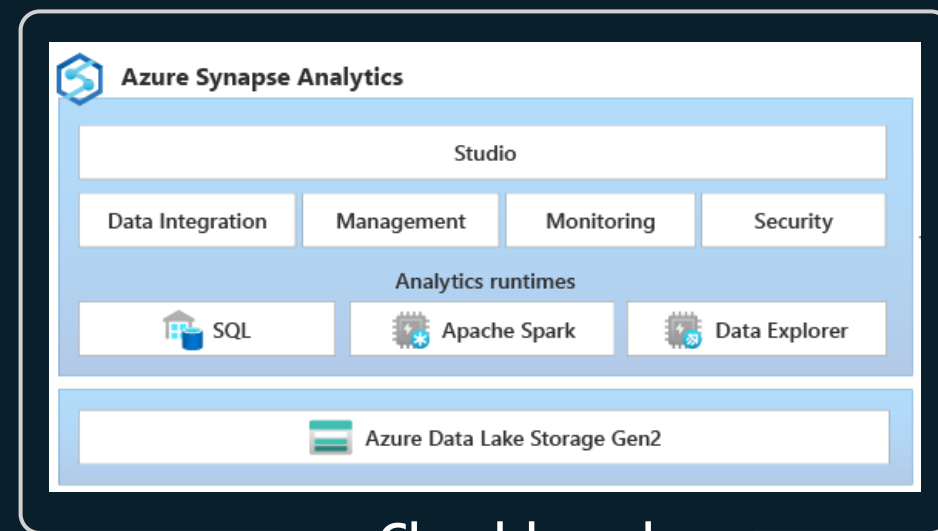 Azure Synapse Analytics
Studio
Data Integration Management Monitoring Security
Analytics runtimes
SQL Apache Spark Data Explorer
Azure Data Lake Storage Gen2